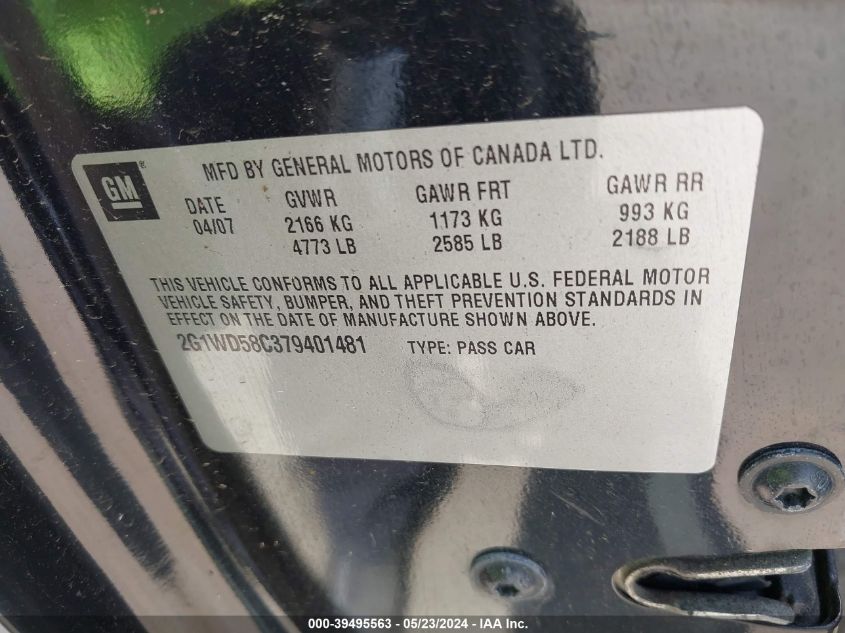 GM ®
MFD BY GENERAL MOTORS OF CANADA LTD.
DATE GVWR GAWR FRT GAWR RR
04/07 2166 KG 1173 KG 993 KG
4773 LB 2585 LB 2188 LB
THIS VEHICLE CONFORMS TO ALL APPLICABLE U.S. FEDERAL MOTOR
VEHICLE SAFETY, BUMPER, AND THEFT PREVENTION STANDARDS IN
EFFECT ON THE DATE OF MANUFACTURE SHOWN ABOVE.
2G1WD58C379401481 TYPE: PASS CAR
000-39495563 - 05/23/2024 - IAA Inc.